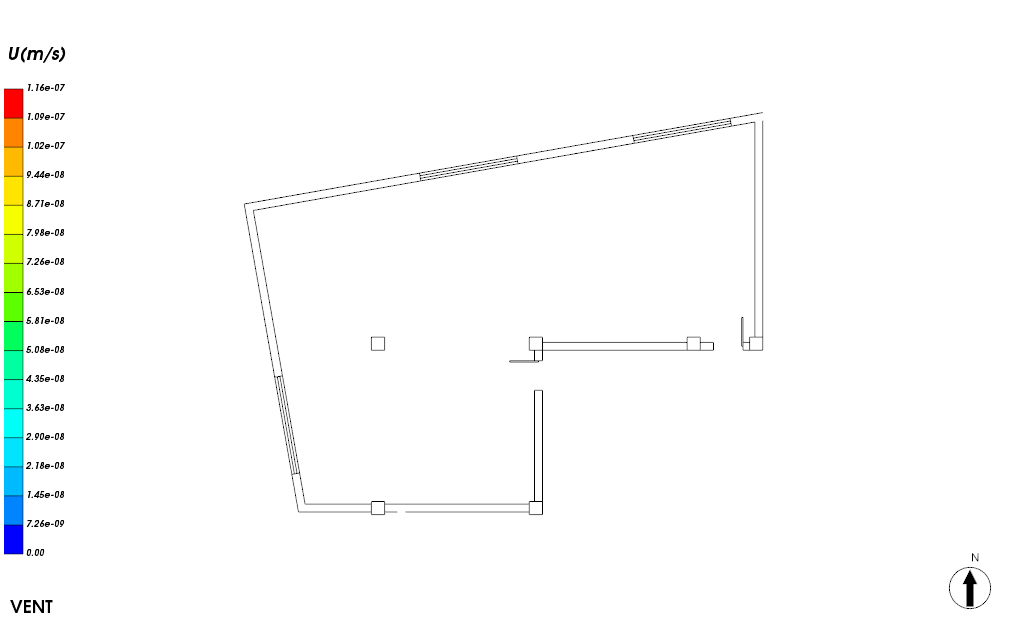 U(m/s)
1.16e-07
1.09e-07
1.02e-07
9.44e-08
8.71e-08
7.98e-08
7.26e-08
6.53e-08
5.81e-08
5.08e-08
4.35e-08
3.63e-08
2.90e-08
2.18e-08
1.45e-08
7.26e-09
0.00
N
VENT